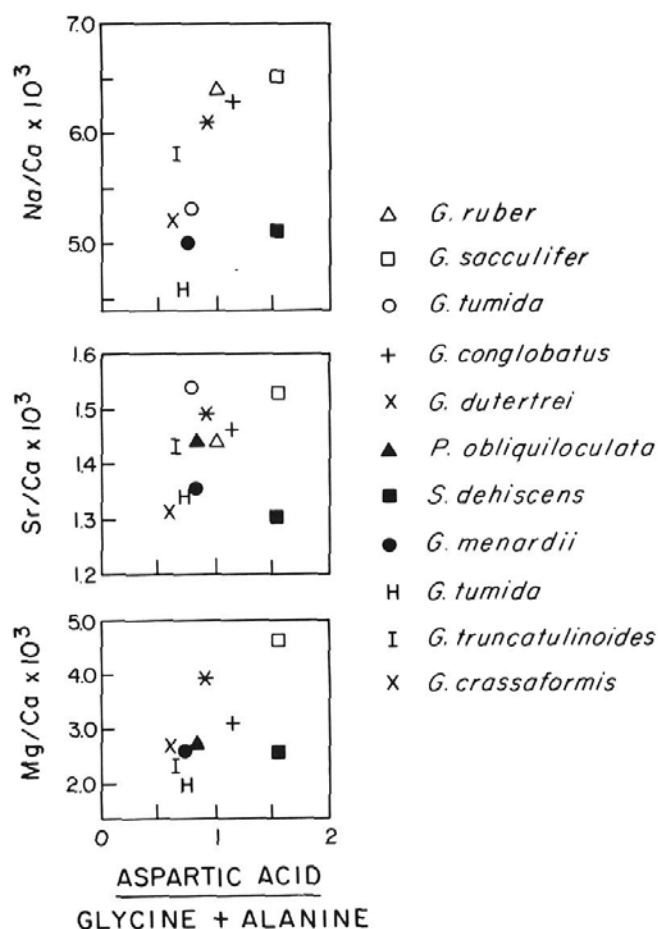 7.0
6.0
5.0
Na/Ca x 10³
1.6
1.5
1.4
1.3
1.2
Sr/Ca x 10³
5.0
4.0
3.0
2.0
Mg/Ca x 10³
0 1 2
ASPARTIC ACID
GLYCINE + ALANINE
G. ruber
G. sacculifer
G. tumida
G. conglobatus
G. dutertrei
P. obliquiloculata
S. dehiscens
G. menardii
H G. tumida
I G. truncatulinoides
X G. crassaformis